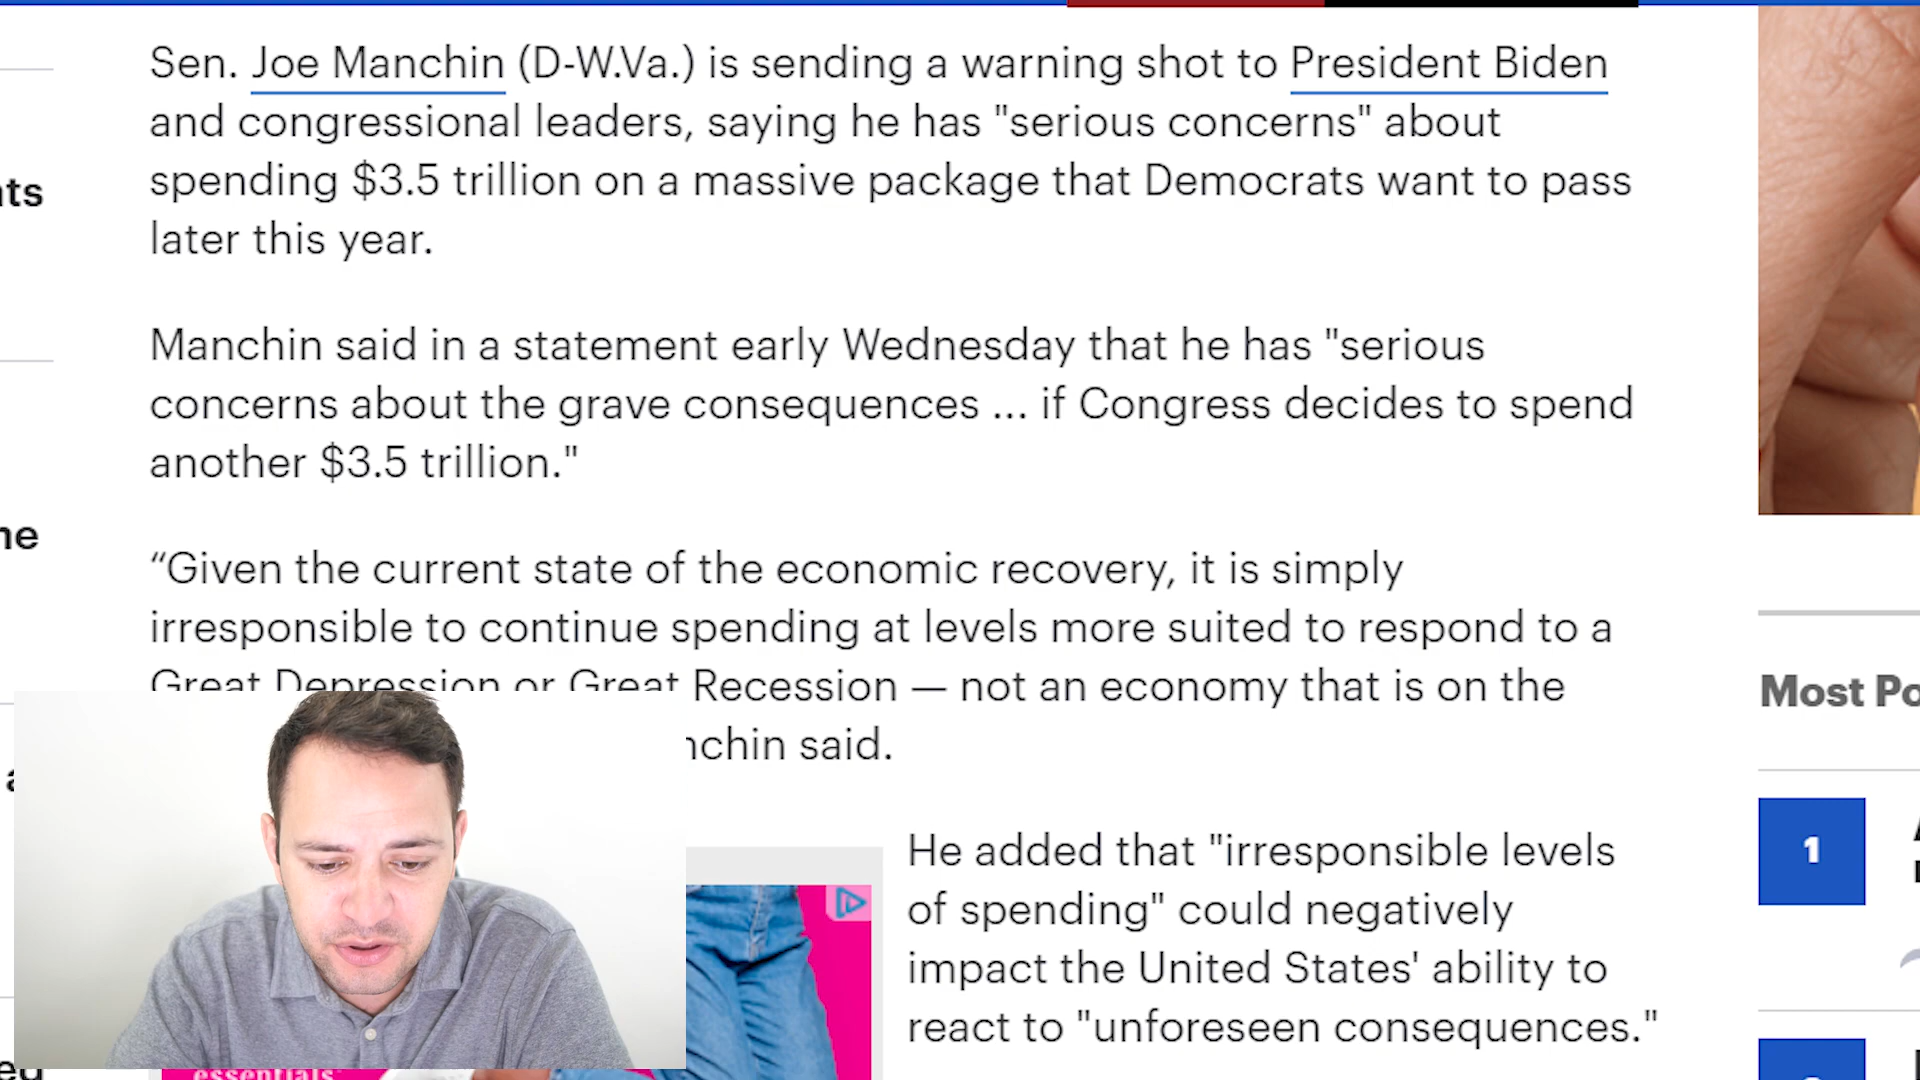 Sen. Joe Manchin (D-W.Va.) is sending a warning shot to President Biden
and congressional leaders, saying he has "serious concerns" about
spending $3.5 trillion on a massive package that Democrats want to pass
later this year.
Manchin said in a statement early Wednesday that he has "serious
concerns about the grave consequences ... if Congress decides to spend
another $3.5 trillion."
“Given the current state of the economic recovery, it is simply
irresponsible to continue spending at levels more suited to respond to a
Great Depression or Great Recession — not an economy that is on the
nchin said.
He added that "irresponsible levels
of spending" could negatively
impact the United States' ability to
react to "unforeseen consequences."
essentials
Most Po
1